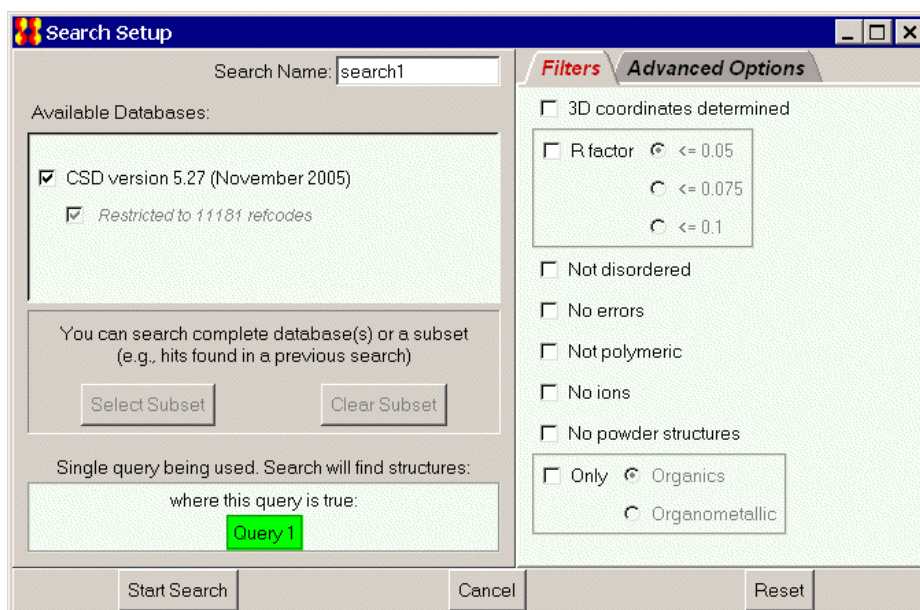 Search Setup
Search Name: search1
Available Databases:
CSD version 5.27 (November 2005)
Restricted to 11181 refcodes
You can search complete database(s) or a subset
(e.g., hits found in a previous search)
Select Subset Clear Subset
Single query being used. Search will find structures:
where this query is true:
Query 1
Filters Advanced Options
3D coordinates determined
R factor <= 0.05
<= 0.075
<= 0.1
Not disordered
No errors
Not polymeric
No ions
No powder structures
Only Organics
Organometallic
Start Search Cancel Reset